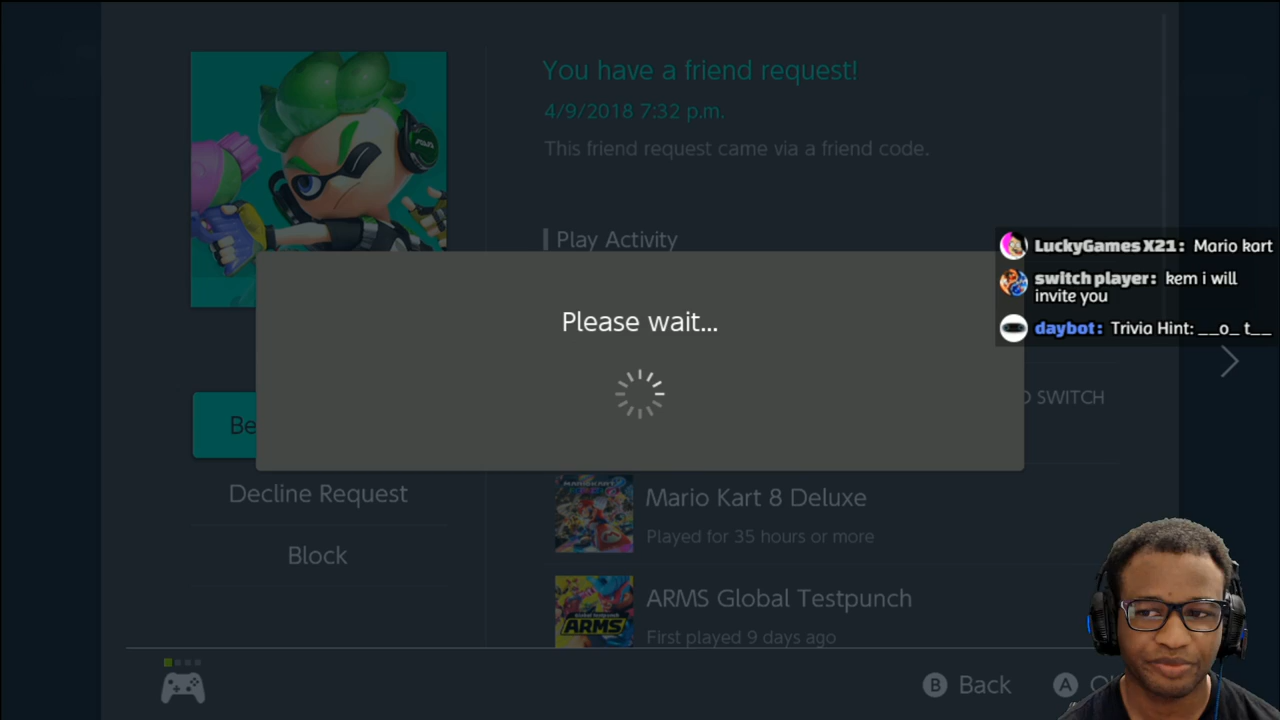 You have a friend request!
4/9/2018 7:32 p.m.
This friend request came via a friend code.
Play Activity
LuckyGames X21: Mario kart
switch player: kem i will
invite you
daybot: Trivia Hint: __o_ t__
Please wait...
SWITCH
Be
Decline Request
Block
Mario Kart 8 Deluxe
Played for 35 hours or more
ARMS Global Testpunch
First played 9 days ago
ARMS
B Back
A